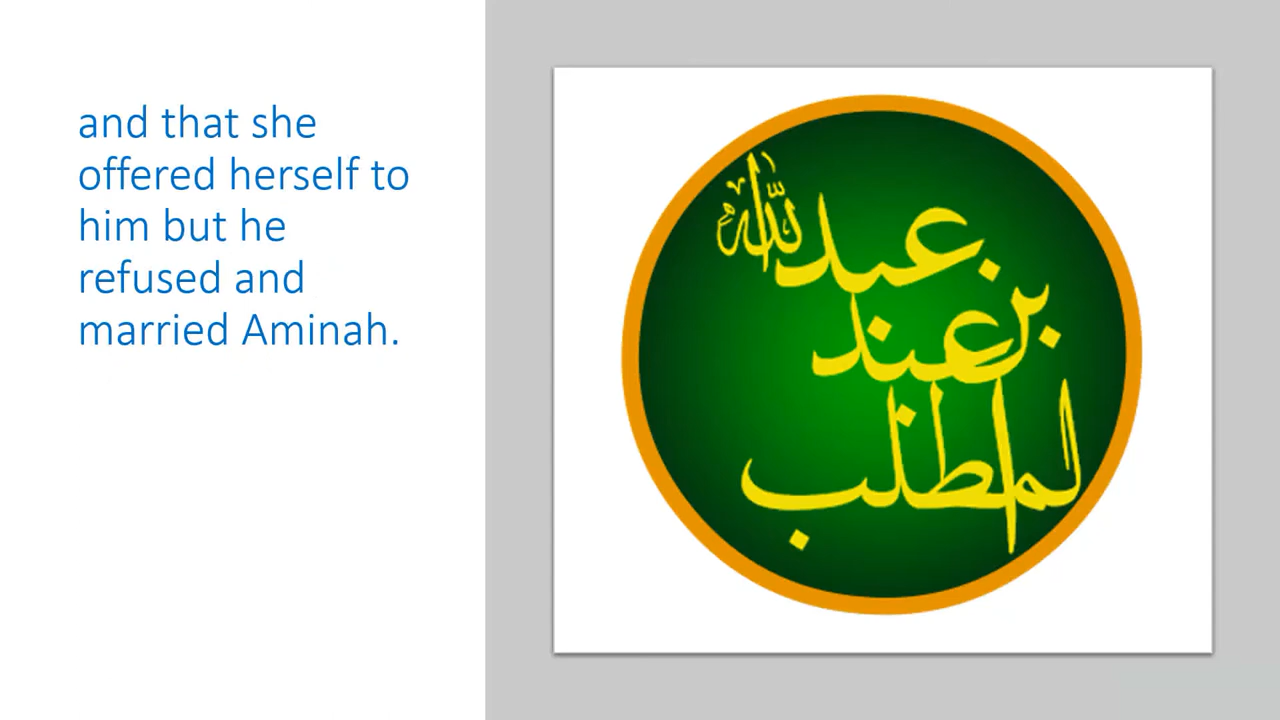 and that she
offered herself to
him but he
refused and
married Aminah.
عبد الله
بن
عبد
المطلب